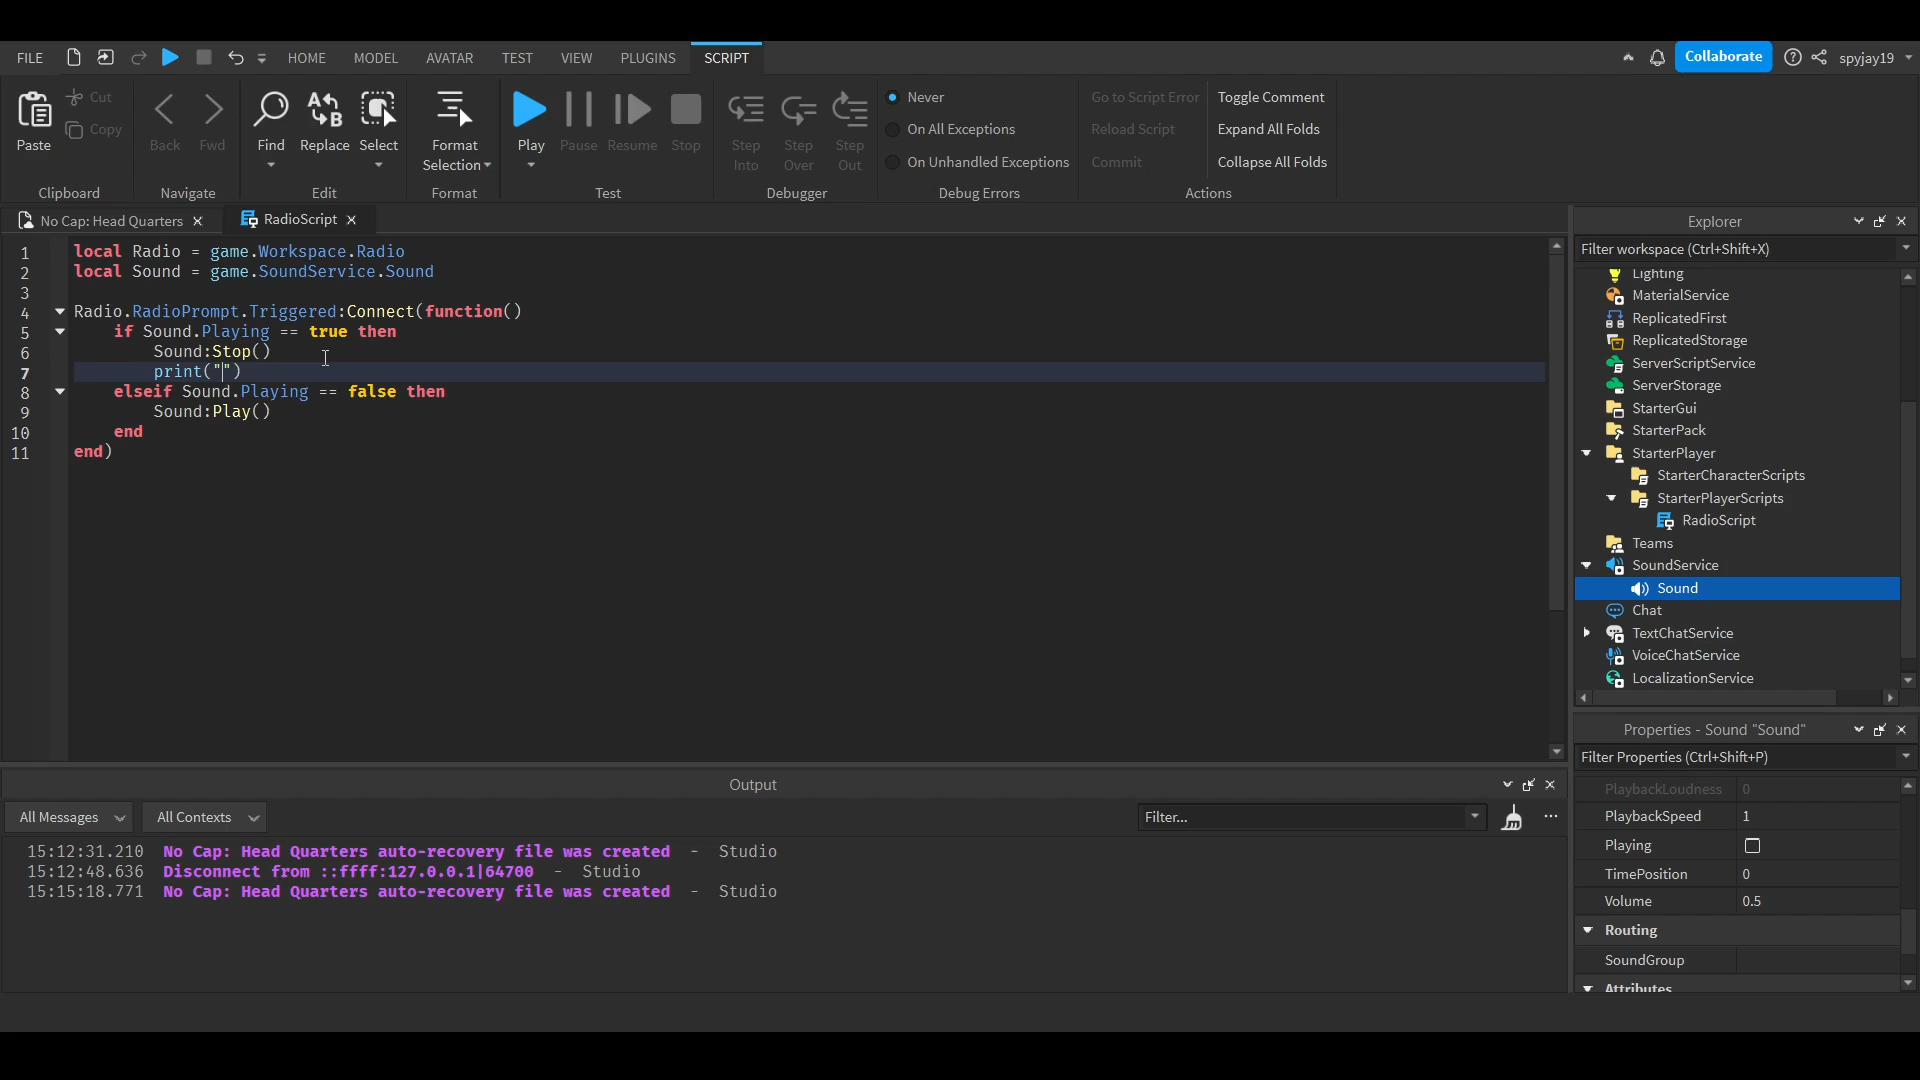 FILE HOME MODEL AVATAR TEST VIEW PLUGINS SCRIPT Collaborate spyjay19
Paste Cut Copy
Clipboard
Back Fwd
Navigate
Find Replace Select
Edit
Format Selection
Format
Play Pause Resume Stop
Test
Step Into Step Over Step Out
Debugger
Never
On All Exceptions
On Unhandled Exceptions
Debug Errors
Go to Script Error
Reload Script
Commit
Toggle Comment
Expand All Folds
Collapse All Folds
Actions
No Cap: Head Quarters RadioScript
1 local Radio = game.Workspace.Radio
2 local Sound = game.SoundService.Sound
3
4 Radio.RadioPrompt.Triggered:Connect(function()
5 if Sound.Playing == true then
6 Sound:Stop()
7 print("")
8 elseif Sound.Playing == false then
9 Sound:Play()
10 end
11 end)
Explorer
Filter workspace (Ctrl+Shift+X)
Lighting
MaterialService
ReplicatedFirst
ReplicatedStorage
ServerScriptService
ServerStorage
StarterGui
StarterPack
StarterPlayer
StarterCharacterScripts
StarterPlayerScripts
RadioScript
Teams
SoundService
Sound
Chat
TextChatService
VoiceChatService
LocalizationService
Properties - Sound "Sound"
Filter Properties (Ctrl+Shift+P)
PlaybackLoudness 0
PlaybackSpeed 1
Playing
TimePosition 0
Volume 0.5
Routing
SoundGroup
Attributes
Output
All Messages All Contexts Filter...
15:12:31.210 No Cap: Head Quarters auto-recovery file was created - Studio
15:12:48.636 Disconnect from ::ffff:127.0.0.1|64700 - Studio
15:15:18.771 No Cap: Head Quarters auto-recovery file was created - Studio